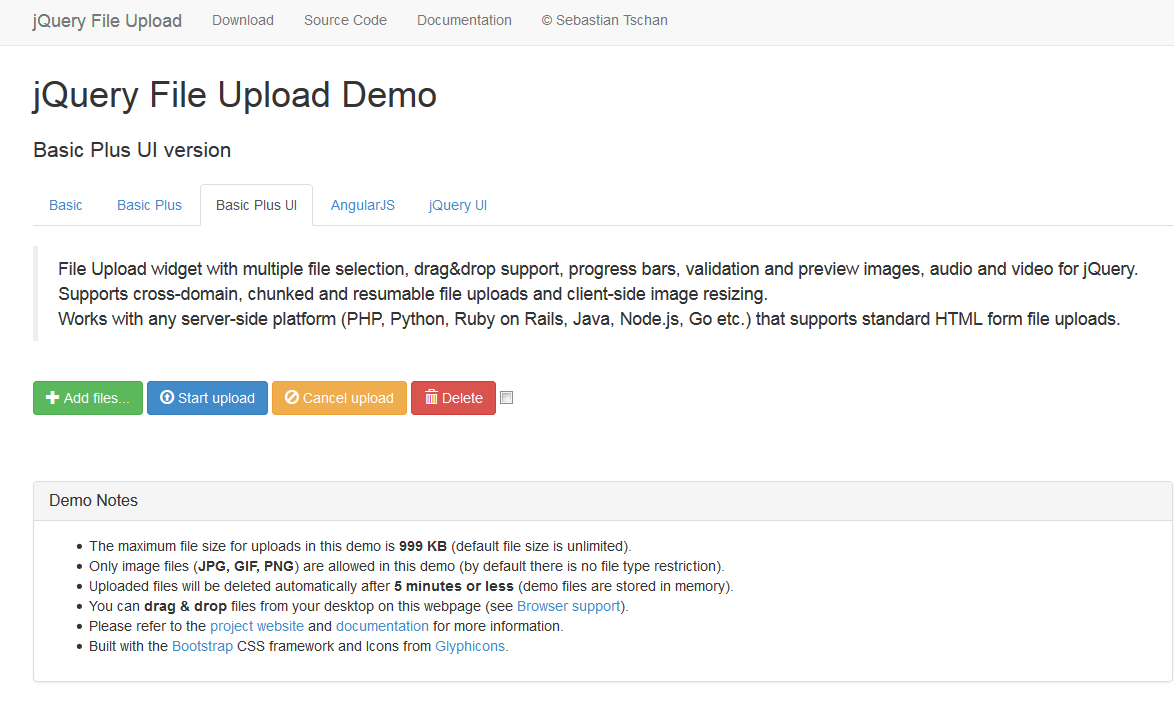 jQuery File Upload Download Source Code Documentation © Sebastian Tschan
jQuery File Upload Demo
Basic Plus UI version
Basic Basic Plus Basic Plus UI AngularJS jQuery UI
File Upload widget with multiple file selection, drag&drop support, progress bars, validation and preview images, audio and video for jQuery.
Supports cross-domain, chunked and resumable file uploads and client-side image resizing.
Works with any server-side platform (PHP, Python, Ruby on Rails, Java, Node.js, Go etc.) that supports standard HTML form file uploads.
Add files... Start upload Cancel upload Delete
Demo Notes
The maximum file size for uploads in this demo is 999 KB (default file size is unlimited).
Only image files (JPG, GIF, PNG) are allowed in this demo (by default there is no file type restriction).
Uploaded files will be deleted automatically after 5 minutes or less (demo files are stored in memory).
You can drag & drop files from your desktop on this webpage (see Browser support).
Please refer to the project website and documentation for more information.
Built with the Bootstrap CSS framework and Icons from Glyphicons.